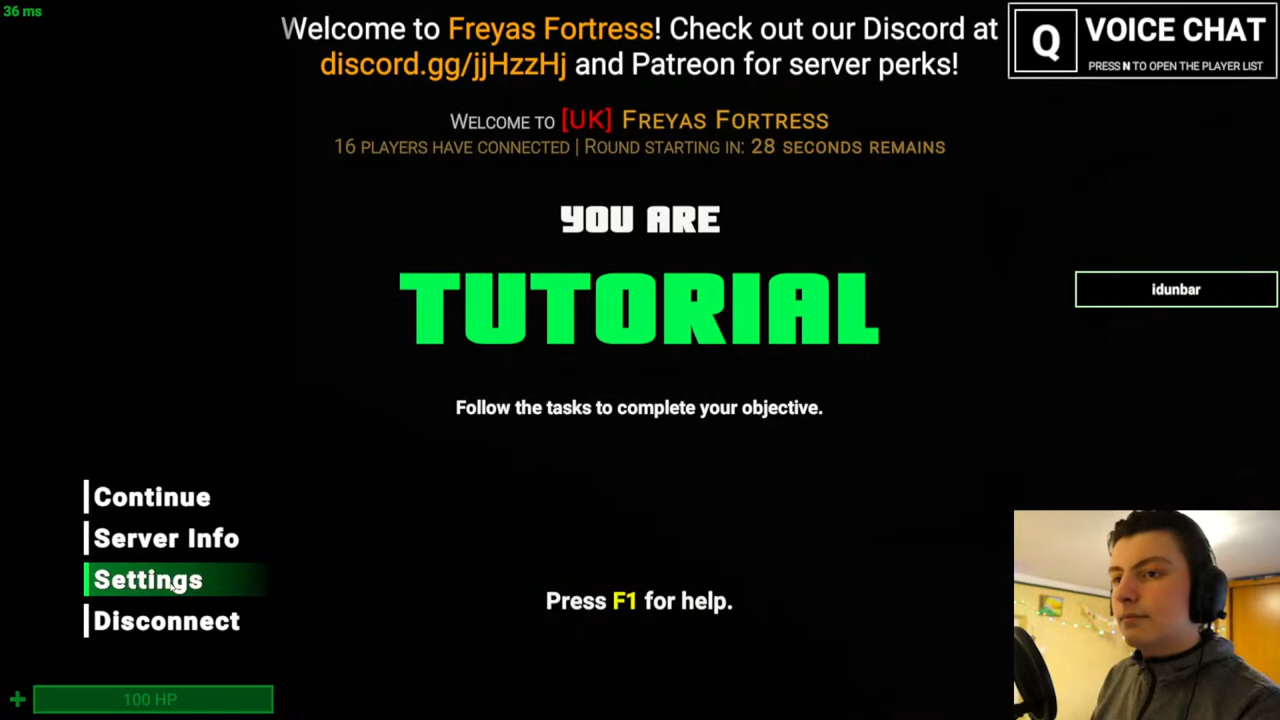 36 ms
Welcome to Freyas Fortress! Check out our Discord at
discord.gg/jjHzzHj and Patreon for server perks!
Q
VOICE CHAT
PRESS N TO OPEN THE PLAYER LIST
WELCOME TO [UK] FREYAS FORTRESS
16 PLAYERS HAVE CONNECTED | ROUND STARTING IN: 28 SECONDS REMAINS
YOU ARE
TUTORIAL
idunbar
Follow the tasks to complete your objective.
Continue
Server Info
Settings
Disconnect
Press F1 for help.
+ 100 HP